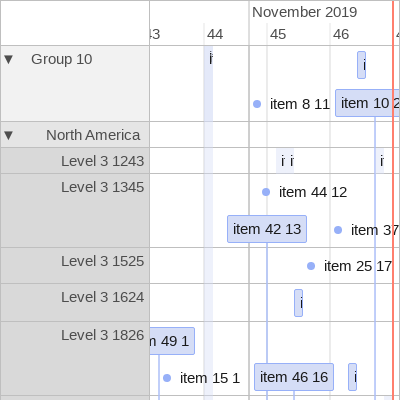 November 2019
43 44 45 46
Group 10
item 8 11
item 10 2
North America
Level 3 1243
Level 3 1345
item 44 12
item 42 13
item 37
Level 3 1525
item 25 17
Level 3 1624
i
Level 3 1826
m 49 1
item 15 1
item 46 16
i